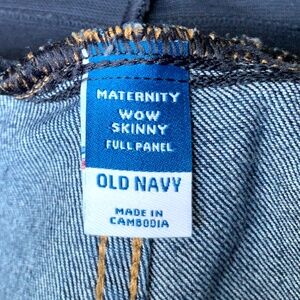 MATERNITY
WOW
SKINNY
FULL PANEL
OLD NAVY
MADE IN
CAMBODIA